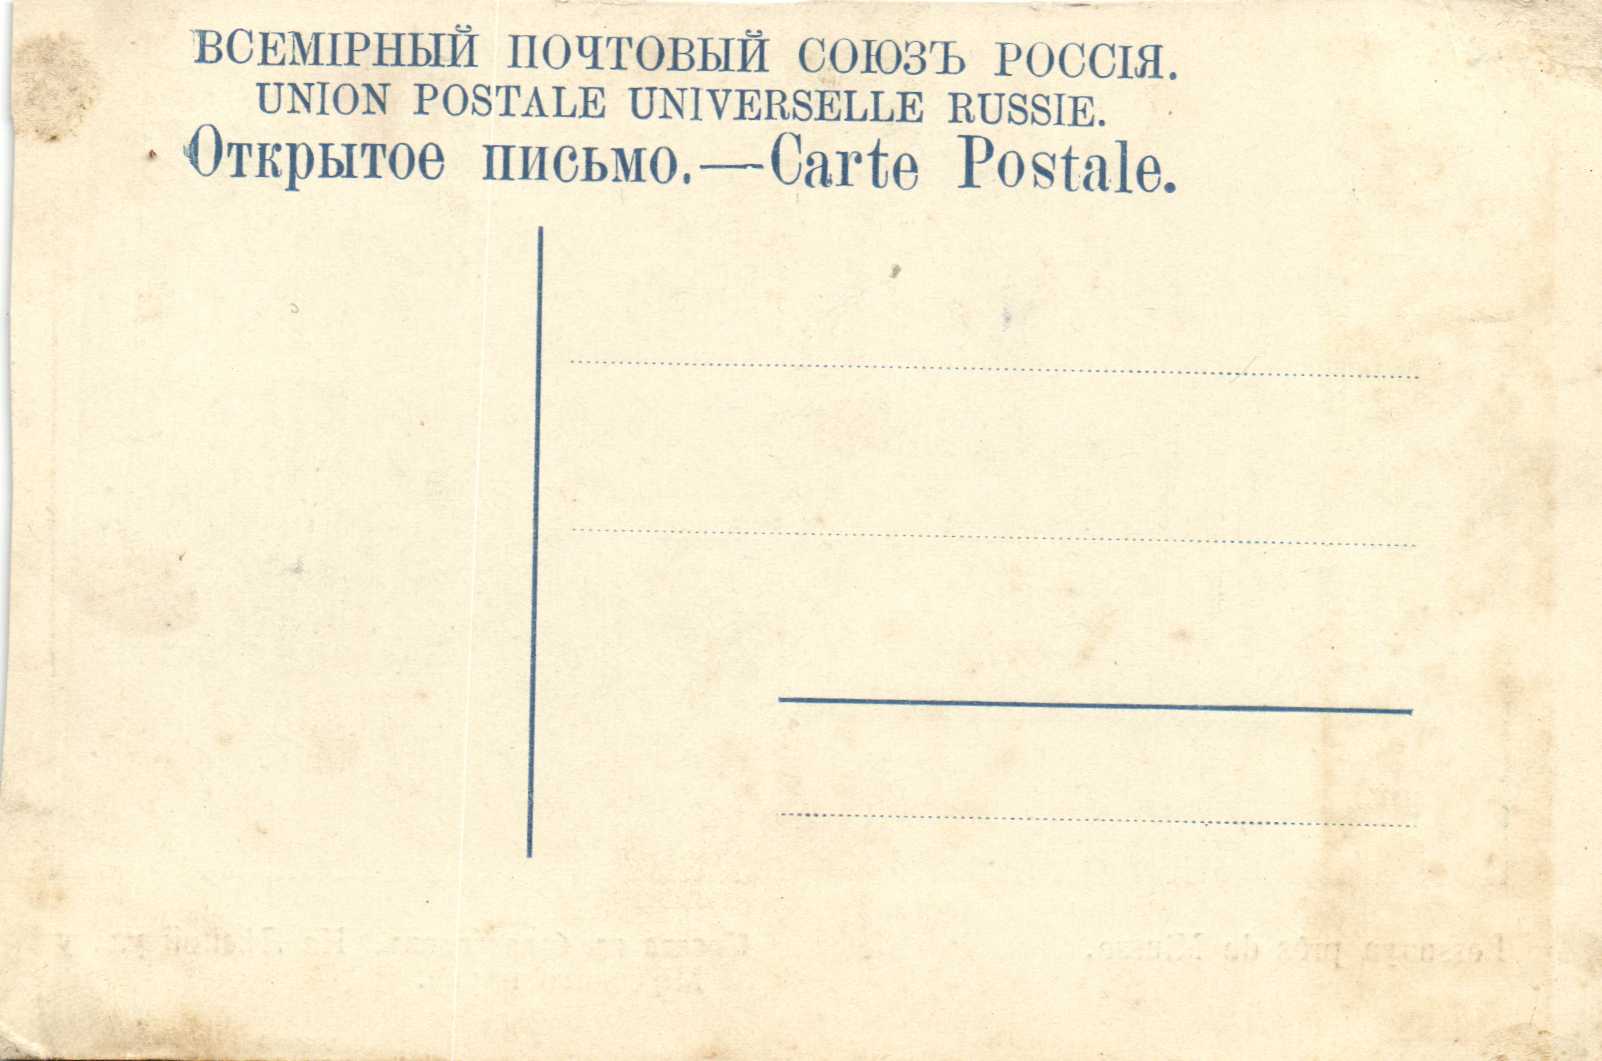 ВСЕМІРНЫЙ ПОЧТОВЫЙ СОЮЗЪ РОССІЯ.
UNION POSTALE UNIVERSELLE RUSSIE.
Открытое письмо.—Carte Postale.